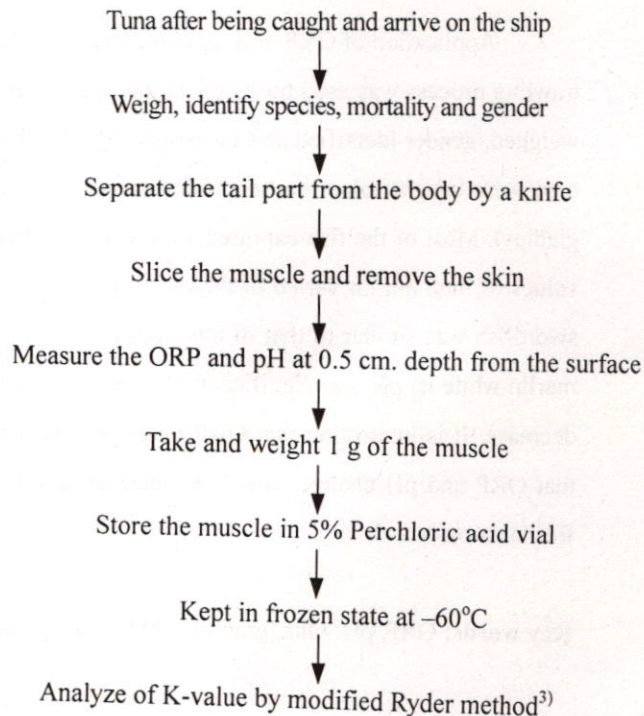 Tuna after being caught and arrive on the ship
Weigh, identify species, mortality and gender
Separate the tail part from the body by a knife
Slice the muscle and remove the skin
Measure the ORP and pH at 0.5 cm. depth from the surface
Take and weight 1 g of the muscle
Store the muscle in 5% Perchloric acid vial
Kept in frozen state at –60°C
Analyze of K-value by modified Ryder method³⁾